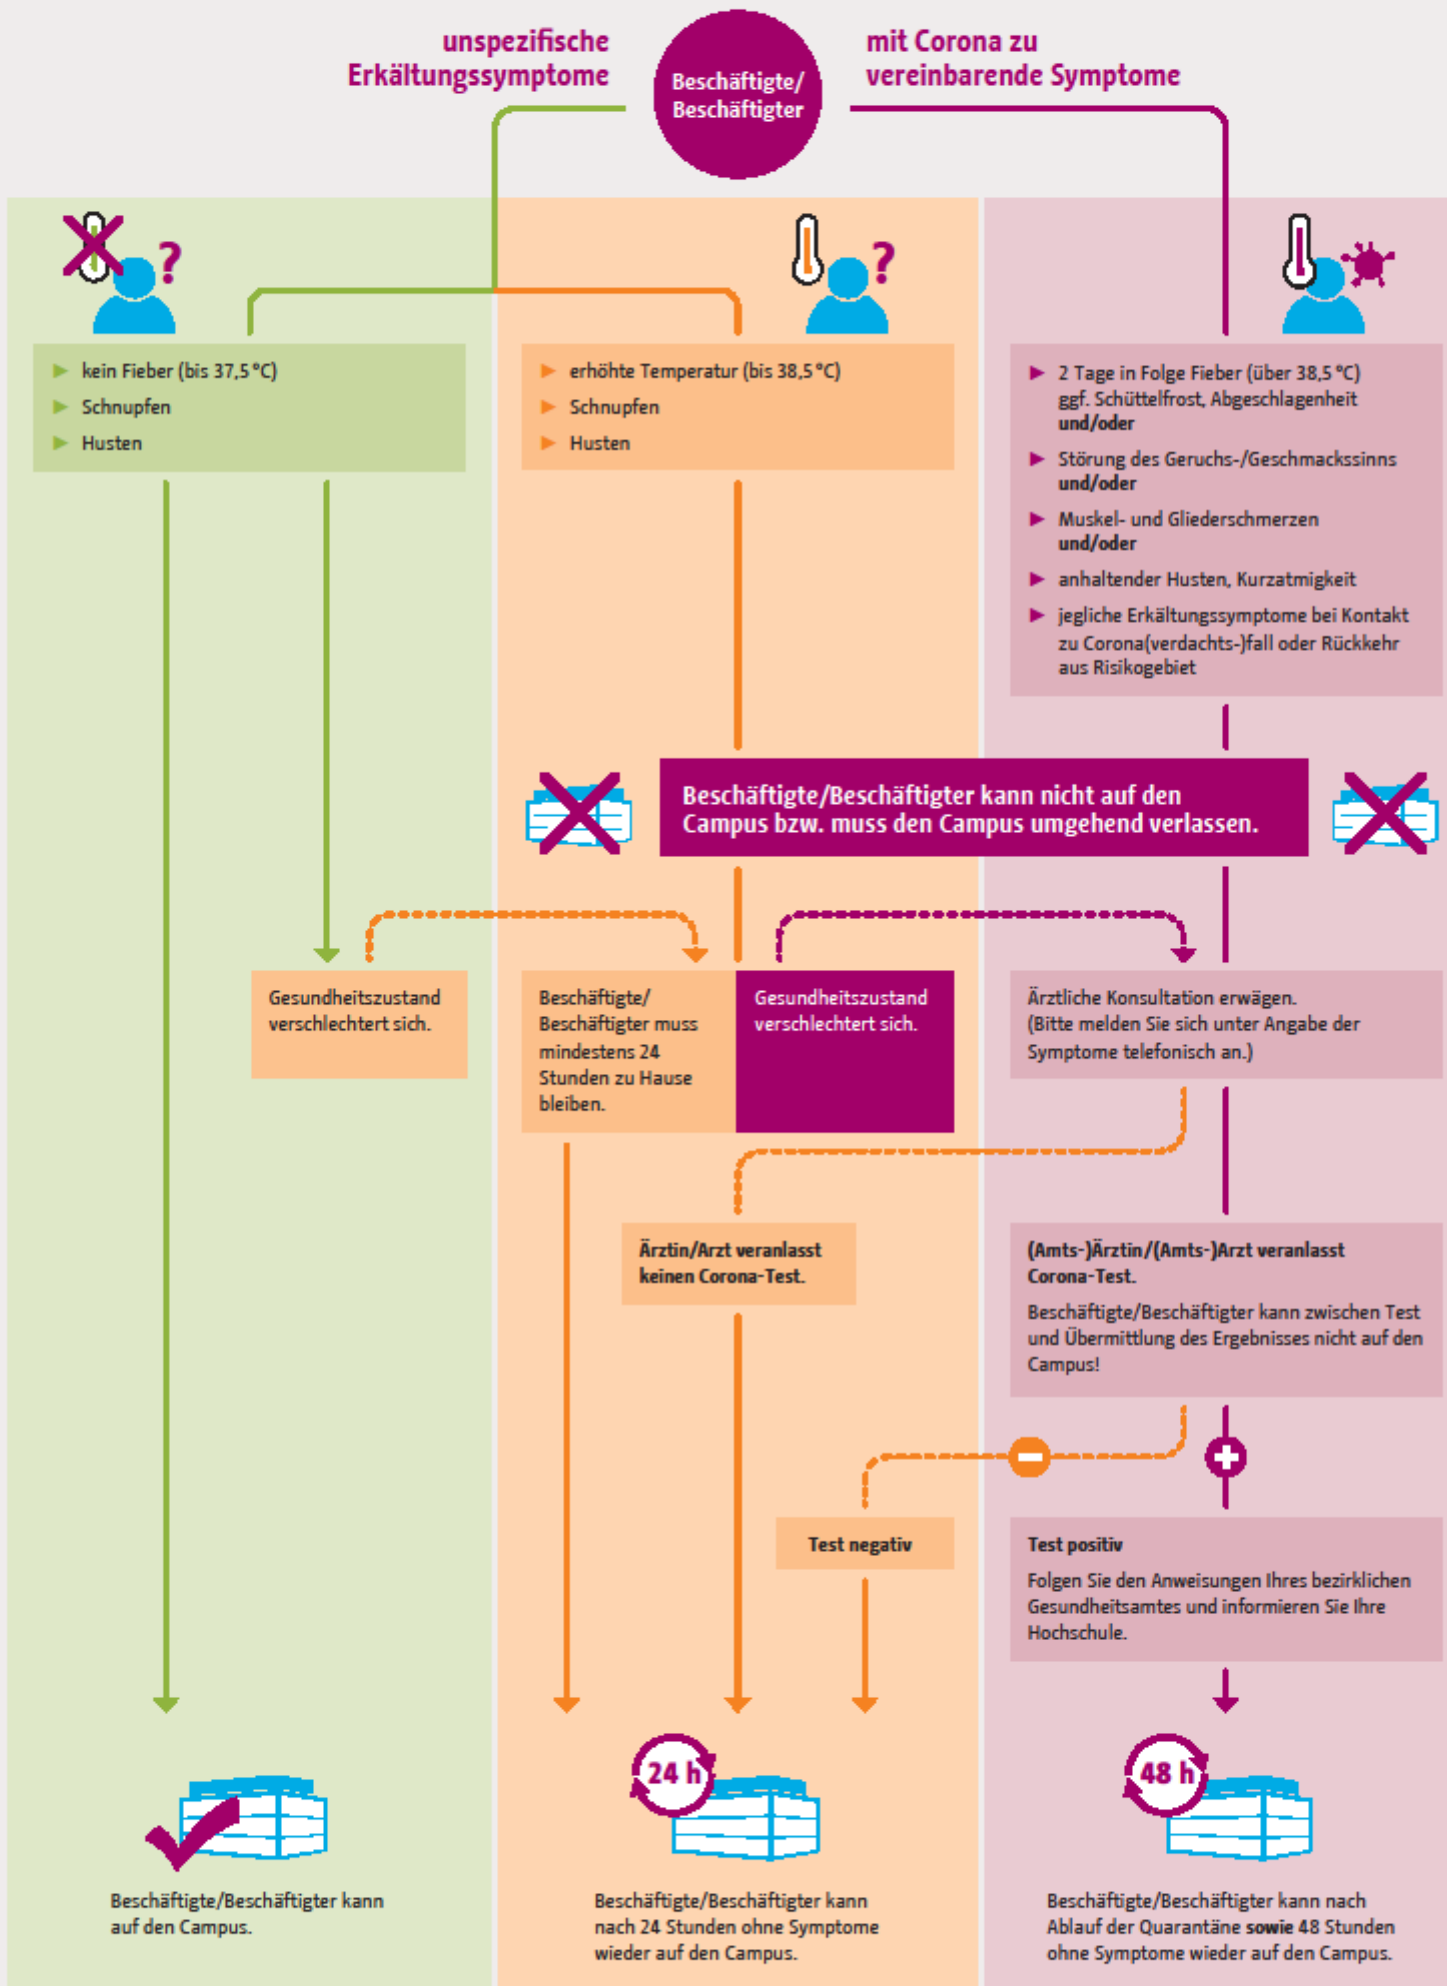 unspezifische
Erkältungssymptome
Beschäftigte/
Beschäftigter
mit Corona zu
vereinbarende Symptome
?
?
► kein Fieber (bis 37,5 °C)
► Schnupfen
► Husten
► erhöhte Temperatur (bis 38,5 °C)
► Schnupfen
► Husten
► 2 Tage in Folge Fieber (über 38,5 °C)
ggf. Schüttelfrost, Abgeschlagenheit
und/oder
► Störung des Geruchs-/Geschmackssinns
und/oder
► Muskel- und Gliederschmerzen
und/oder
► anhaltender Husten, Kurzatmigkeit
► jegliche Erkältungssymptome bei Kontakt
zu Corona(verdachts-)fall oder Rückkehr
aus Risikogebiet
Beschäftigte/Beschäftigter kann nicht auf den
Campus bzw. muss den Campus umgehend verlassen.
Gesundheitszustand
verschlechtert sich.
Beschäftigte/
Beschäftigter muss
mindestens 24
Stunden zu Hause
bleiben.
Gesundheitszustand
verschlechtert sich.
Ärztliche Konsultation erwägen.
(Bitte melden Sie sich unter Angabe der
Symptome telefonisch an.)
Ärztin/Arzt veranlasst
keinen Corona-Test.
(Amts-)Ärztin/(Amts-)Arzt veranlasst
Corona-Test.
Beschäftigte/Beschäftigter kann zwischen Test
und Übermittlung des Ergebnisses nicht auf den
Campus!
Test negativ
Test positiv
Folgen Sie den Anweisungen Ihres bezirklichen
Gesundheitsamtes und informieren Sie Ihre
Hochschule.
24 h
48 h
Beschäftigte/Beschäftigter kann
auf den Campus.
Beschäftigte/Beschäftigter kann
nach 24 Stunden ohne Symptome
wieder auf den Campus.
Beschäftigte/Beschäftigter kann nach
Ablauf der Quarantäne sowie 48 Stunden
ohne Symptome wieder auf den Campus.